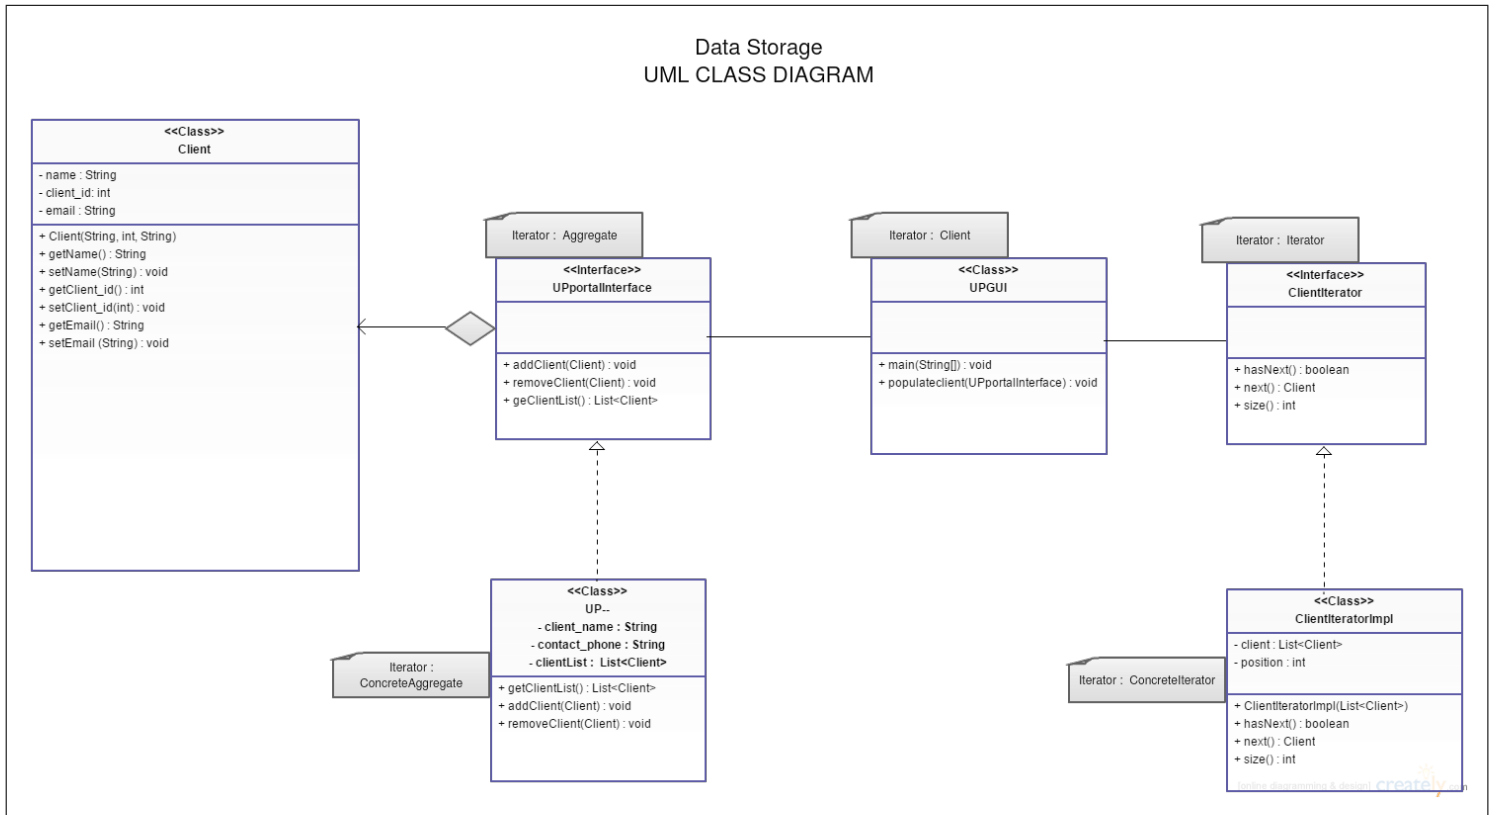 Data Storage
UML CLASS DIAGRAM
<<Class>>
Client
- name : String
- client_id: int
- email : String
+ Client(String, int, String)
+ getName() : String
+ setName(String) : void
+ getClient_id() : int
+ setClient_id(int) : void
+ getEmail() : String
+ setEmail (String) : void
Iterator : Aggregate
<<Interface>>
UPportalInterface
+ addClient(Client) : void
+ removeClient(Client) : void
+ geClientList() : List<Client>
Iterator : Client
<<Class>>
UPGUI
+ main(String[]) : void
+ populateclient(UPportalInterface) : void
Iterator : Iterator
<<Interface>>
ClientIterator
+ hasNext() : boolean
+ next() : Client
+ size() : int
Iterator :
ConcreteAggregate
<<Class>>
UP--
- client_name : String
- contact_phone : String
- clientList : List<Client>
+ getClientList() : List<Client>
+ addClient(Client) : void
+ removeClient(Client) : void
Iterator : ConcreteIterator
<<Class>>
ClientIteratorImpl
- client : List<Client>
- position : int
+ ClientIteratorImpl(List<Client>)
+ hasNext() : boolean
+ next() : Client
+ size() : int
[online diagramming & design] creately.com